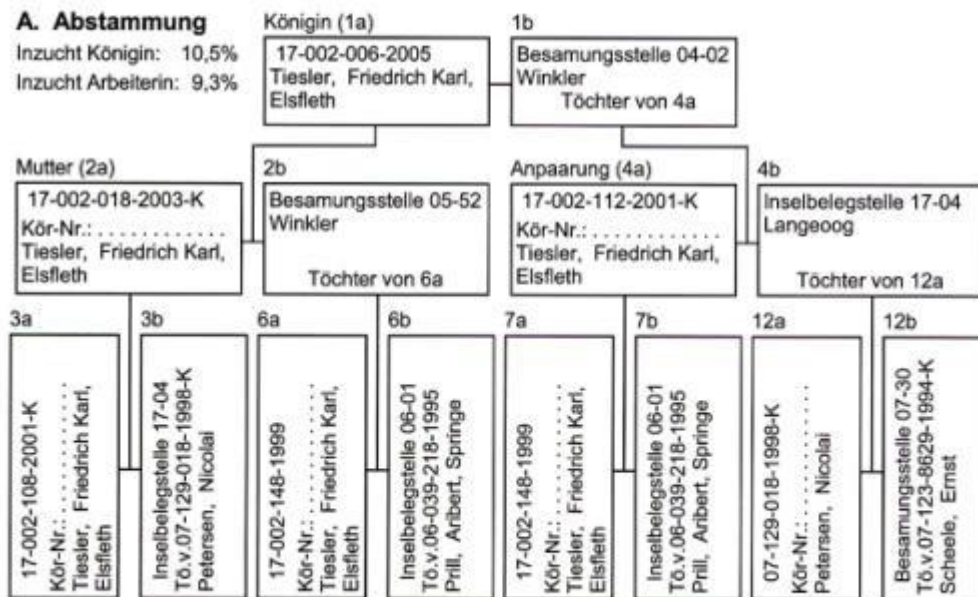 A. Abstammung
Inzucht Königin: 10,5%
Inzucht Arbeiterin: 9,3%
Königin (1a)
17-002-006-2005
Tiesler, Friedrich Karl,
Elsfleth
1b
Besamungsstelle 04-02
Winkler
Töchter von 4a
Mutter (2a)
17-002-018-2003-K
Kör-Nr.: . . . . . . . . . . . . .
Tiesler, Friedrich Karl,
Elsfleth
2b
Besamungsstelle 05-52
Winkler
Töchter von 6a
Anpaarung (4a)
17-002-112-2001-K
Kör-Nr.: . . . . . . . . . . . . .
Tiesler, Friedrich Karl,
Elsfleth
4b
Inselbelegstelle 17-04
Langeoog
Töchter von 12a
3a
17-002-108-2001-K
Kör-Nr.: . . . . . . . . . . . . .
Tiesler, Friedrich Karl,
Elsfleth
3b
Inselbelegstelle 17-04
Tö.v.07-129-018-1998-K
Petersen, Nicolai
6a
17-002-148-1999
Kör-Nr.: . . . . . . . . . . . . .
Tiesler, Friedrich Karl,
Elsfleth
6b
Inselbelegstelle 06-01
Tö.v.06-039-218-1995
Prill, Aribert, Springe
7a
17-002-148-1999
Kör-Nr.: . . . . . . . . . . . . .
Tiesler, Friedrich Karl,
Elsfleth
7b
Inselbelegstelle 06-01
Tö.v.06-039-218-1995
Prill, Aribert, Springe
12a
07-129-018-1998-K
Kör-Nr.: . . . . . . . . . . . . .
Petersen, Nicolai
12b
Besamungsstelle 07-30
Tö.v.07-123-8629-1994-K
Scheele, Ernst